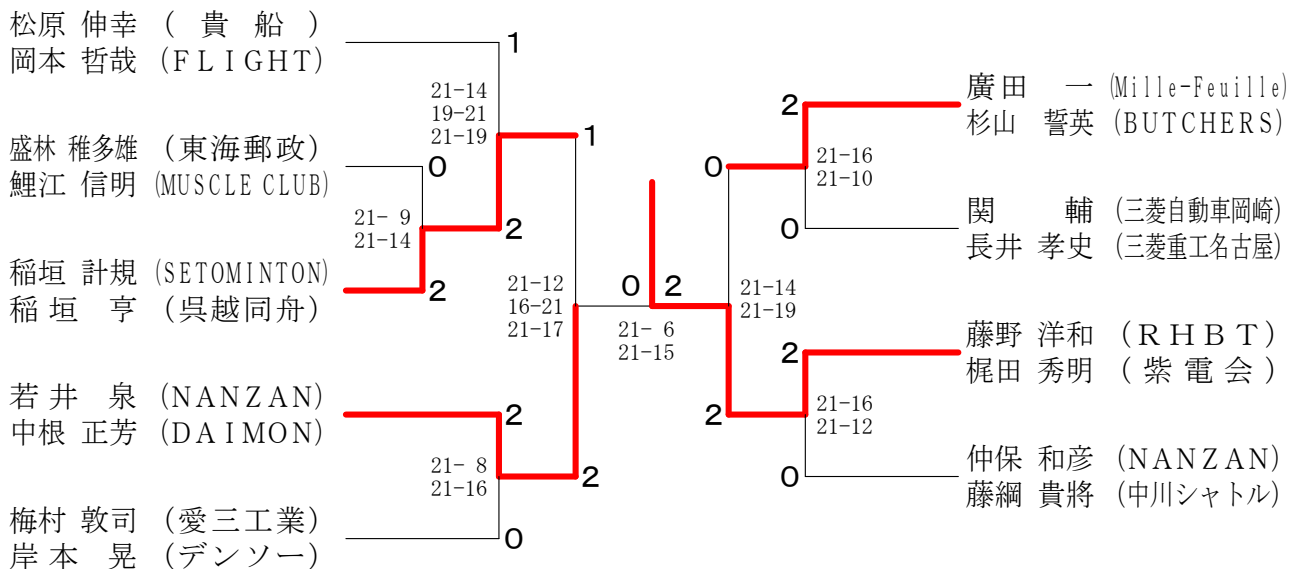 松原 伸幸 (貴船)
岡本 哲哉 (FLIGHT)
1
21-14
19-21
21-19
盛林 稚多雄 (東海郵政)
鯉江 信明 (MUSCLE CLUB)
0
1
21- 9
21-14
2
稲垣 計規 (SETOMINTON)
稲垣 亨 (呉越同舟)
2
21-12
16-21
21-17
若井 泉 (NANZAN)
中根 正芳 (DAIMON)
2
21- 8
21-16
2
梅村 敦司 (愛三工業)
岸本 晃 (デンソー)
0
0 2
21- 6
21-15
廣田 一 (Mille-Feuille)
杉山 誓英 (BUTCHERS)
2
0
21-16
21-10
関 輔 (三菱自動車岡崎)
長井 孝史 (三菱重工名古屋)
0
21-14
21-19
藤野 洋和 (RHBT)
梶田 秀明 (紫電会)
2
2
21-16
21-12
仲保 和彦 (NANZAN)
藤綱 貴將 (中川シャトル)
0